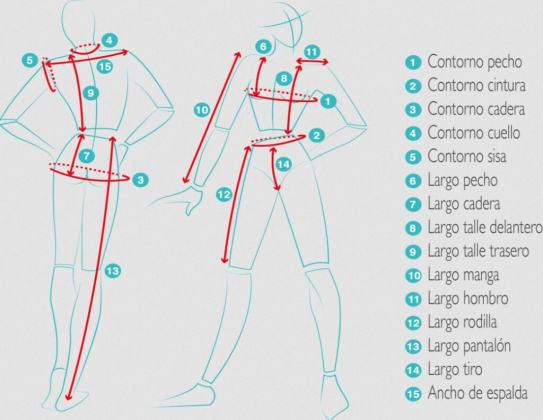 4
5
15
9
7
3
13
6
11
8
10
1
2
14
12
1 Contorno pecho
2 Contorno cintura
3 Contorno cadera
4 Contorno cuello
5 Contorno sisa
6 Largo pecho
7 Largo cadera
8 Largo talle delantero
9 Largo talle trasero
10 Largo manga
11 Largo hombro
12 Largo rodilla
13 Largo pantalón
14 Largo tiro
15 Ancho de espalda